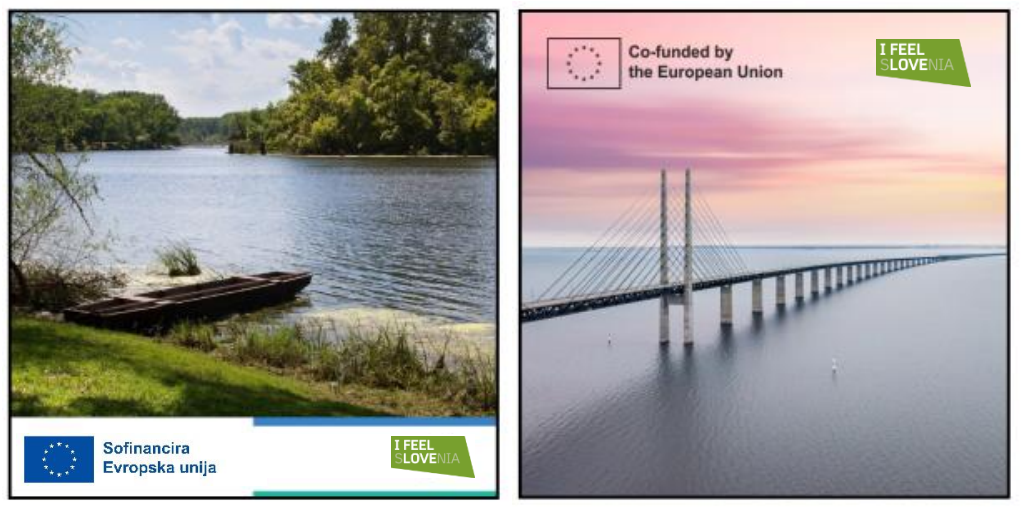 Sofinancira
Evropska unija
I FEEL
SLOVENIA
Co-funded by
the European Union
I FEEL
SLOVENIA